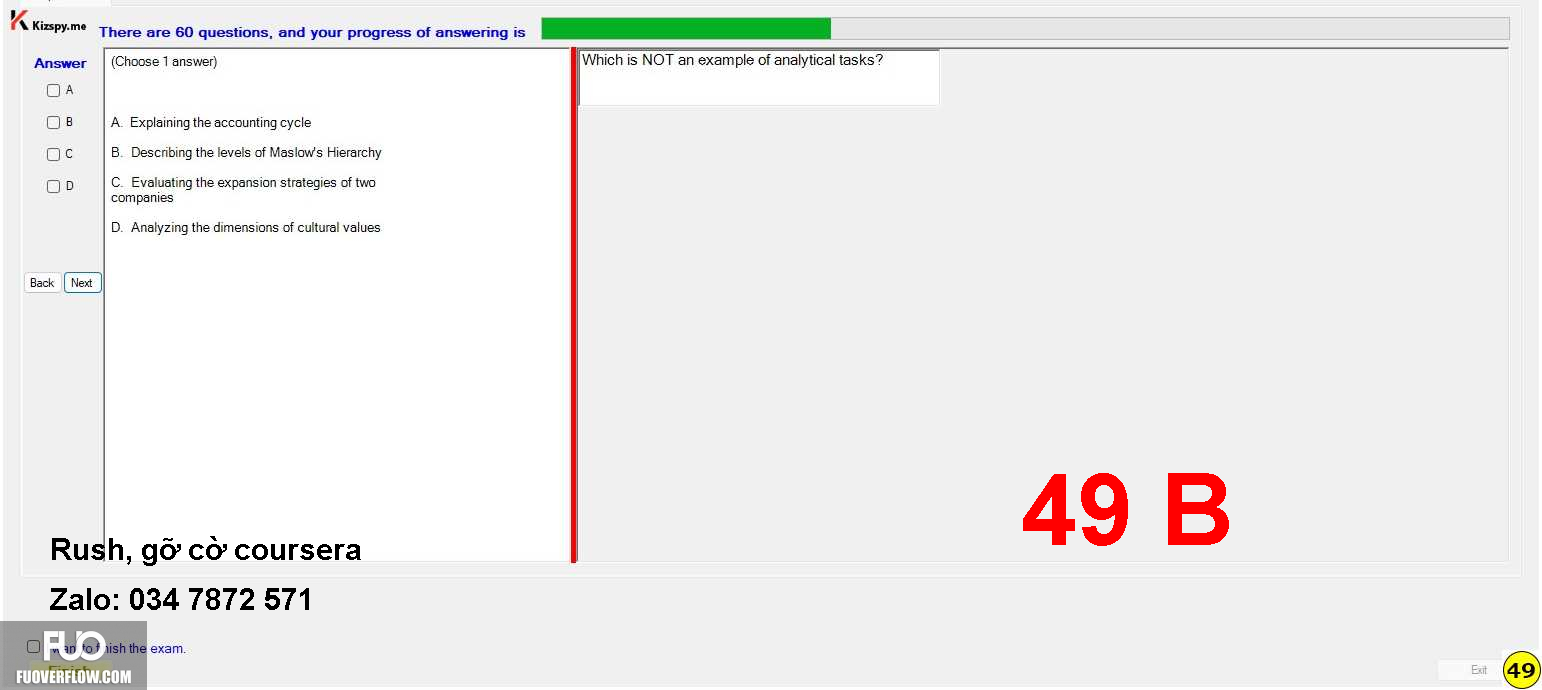 Kizspy.me
There are 60 questions, and your progress of answering is
Answer
A
B
C
D
Back
Next
(Choose 1 answer)
A. Explaining the accounting cycle
B. Describing the levels of Maslow's Hierarchy
C. Evaluating the expansion strategies of two
companies
D. Analyzing the dimensions of cultural values
Which is NOT an example of analytical tasks?
49 B
Rush, gỡ cờ coursera
Zalo: 034 7872 571
FUO
FUOVERFLOW.COM
want to finish the exam.
Finish
Exit
49